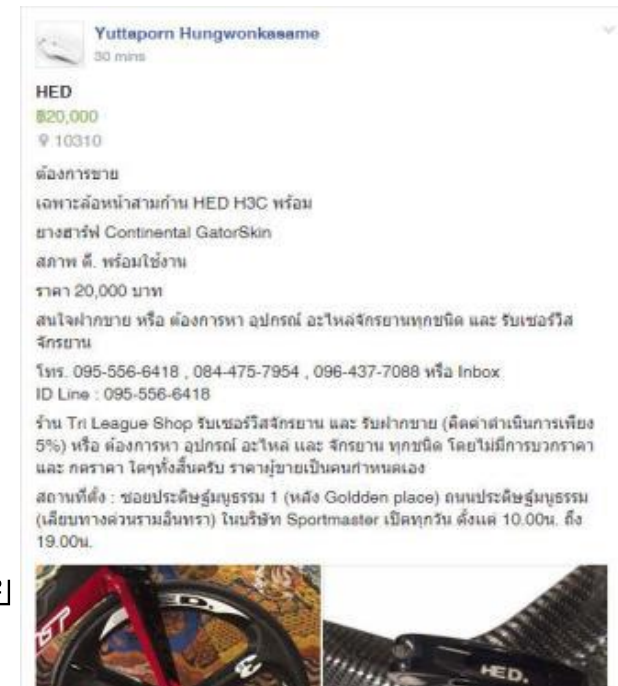 Yuttaporn Hungwonkasame
30 mins
HED
฿20,000
10310
ต้องการขาย
เฉพาะล้อหน้าสามก้าน HED H3C พร้อม
ยางฮาร์ฟ Continental GatorSkin
สภาพ ดี. พร้อมใช้งาน
ราคา 20,000 บาท
สนใจฝากขาย หรือ ต้องการหา อุปกรณ์ อะไหล่จักรยานทุกชนิด และ รับเซอร์วีส
จักรยาน
โทร. 095-556-6418 , 084-475-7954 , 096-437-7088 หรือ Inbox
ID Line : 095-556-6418
ร้าน Tri League Shop รับเซอร์วีสจักรยาน และ รับฝากขาย (คิดค่าดำเนินการเพียง
5%) หรือ ต้องการหา อุปกรณ์ อะไหล่ และ จักรยาน ทุกชนิด โดยไม่มีการบวกราคา
และ กดราคา ใดๆทั้งสิ้นครับ ราคาผู้ขายเป็นคนกำหนดเอง
สถานที่ตั้ง : ซอยประดิษฐ์มนูธรรม 1 (หลัง Goldden place) ถนนประดิษฐ์มนูธรรม
(เลียบทางด่วนรามอินทรา) ในบริษัท Sportmaster เปิดทุกวัน ตั้งแต่ 10.00น. ถึง
19.00น.
HED.